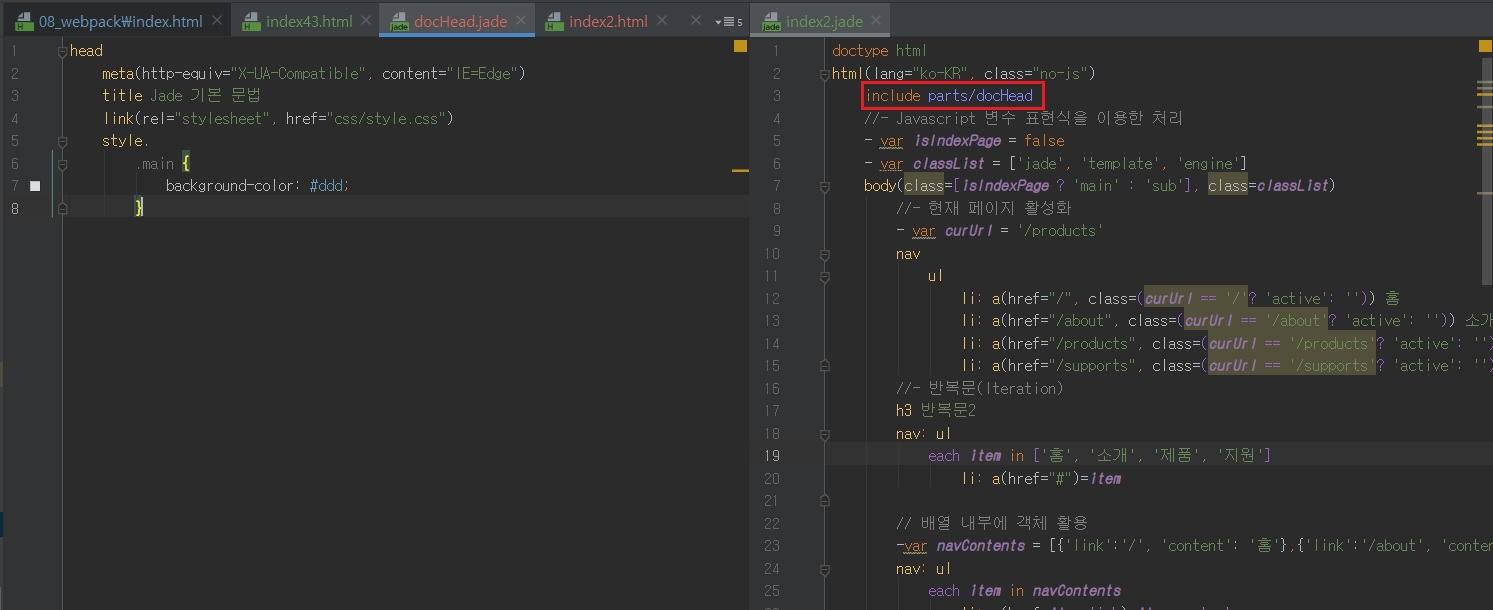 08_webpack₩index.html
index43.html
docHead.jade
index2.html
5
index2.jade
1 head
2 meta(http-equiv="X-UA-Compatible", content="IE=Edge")
3 title Jade 기본 문법
4 link(rel="stylesheet", href="css/style.css")
5 style.
6 .main {
7 background-color: #ddd;
8 }
1 doctype html
2 html(lang="ko-KR", class="no-js")
3 include parts/docHead
4 //- Javascript 변수 표현식을 이용한 처리
5 - var isIndexPage = false
6 - var classList = ['jade', 'template', 'engine']
7 body(class=[isIndexPage ? 'main' : 'sub'], class=classList)
8 //- 현재 페이지 활성화
9 - var curUrl = '/products'
10 nav
11 ul
12 li: a(href="/", class=(curUrl == '/'? 'active': '')) 홈
13 li: a(href="/about", class=(curUrl == '/about'? 'active': '')) 소개
14 li: a(href="/products", class=(curUrl == '/products'? 'active': '')
15 li: a(href="/supports", class=(curUrl == '/supports'? 'active': '')
16 //- 반복문(Iteration)
17 h3 반복문2
18 nav: ul
19 each item in ['홈', '소개', '제품', '지원']
20 li: a(href="#")=item
21
22 // 배열 내부에 객체 활용
23 -var navContents = [{'link':'/', 'content': '홈'},{'link':'/about', 'conten
24 nav: ul
25 each item in navContents